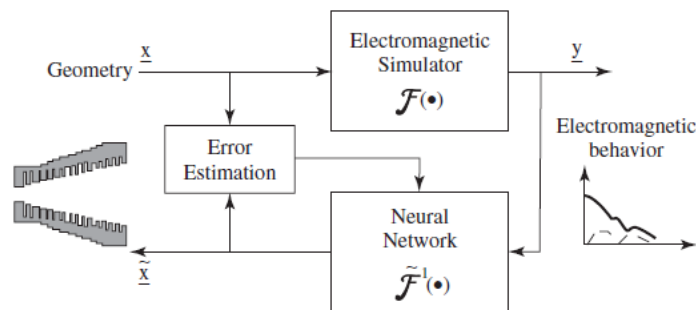 x
Geometry
Electromagnetic
Simulator
F(•)
y
Error
Estimation
Electromagnetic
behavior
Neural
Network
F̃¹(•)
x̃